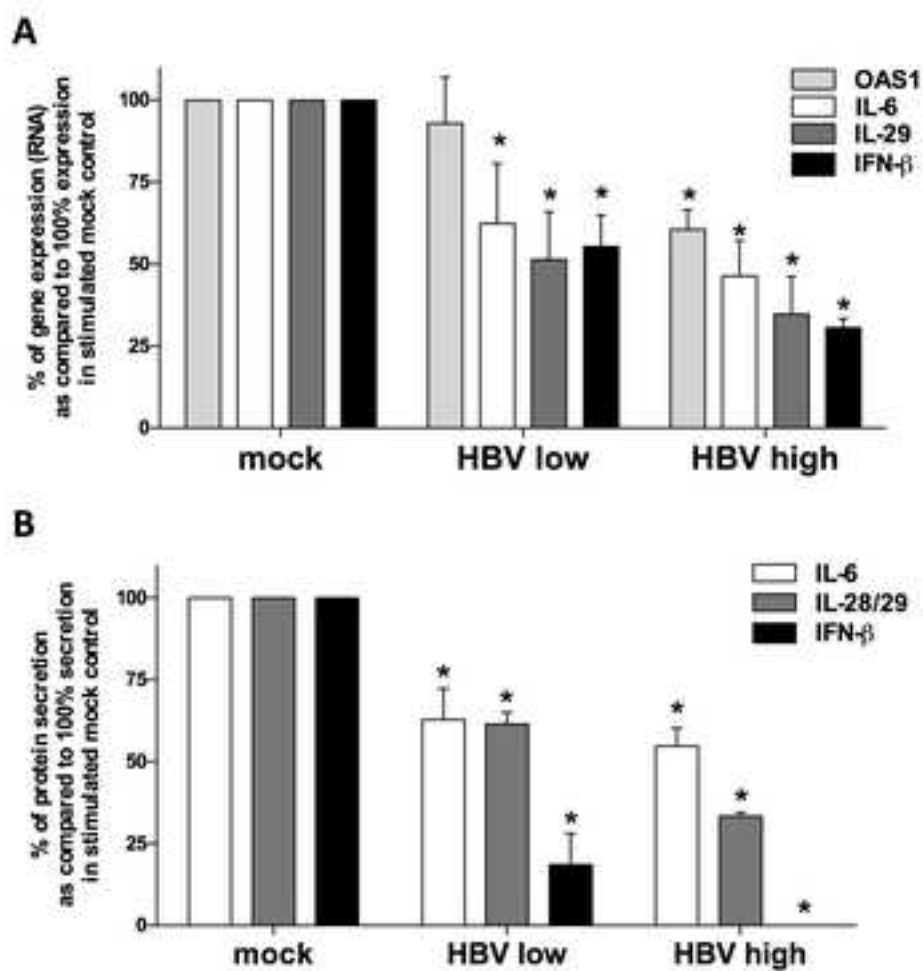 A
% of gene expression (RNA)
as compared to 100% expression
in stimulated mock control
100
75
50
25
0
OAS1
IL-6
IL-29
IFN-β
*
*
*
*
*
*
*
mock
HBV low
HBV high
B
% of protein secretion
as compared to 100% secretion
in stimulated mock control
100
75
50
25
0
IL-6
IL-28/29
IFN-β
*
*
*
*
*
*
mock
HBV low
HBV high